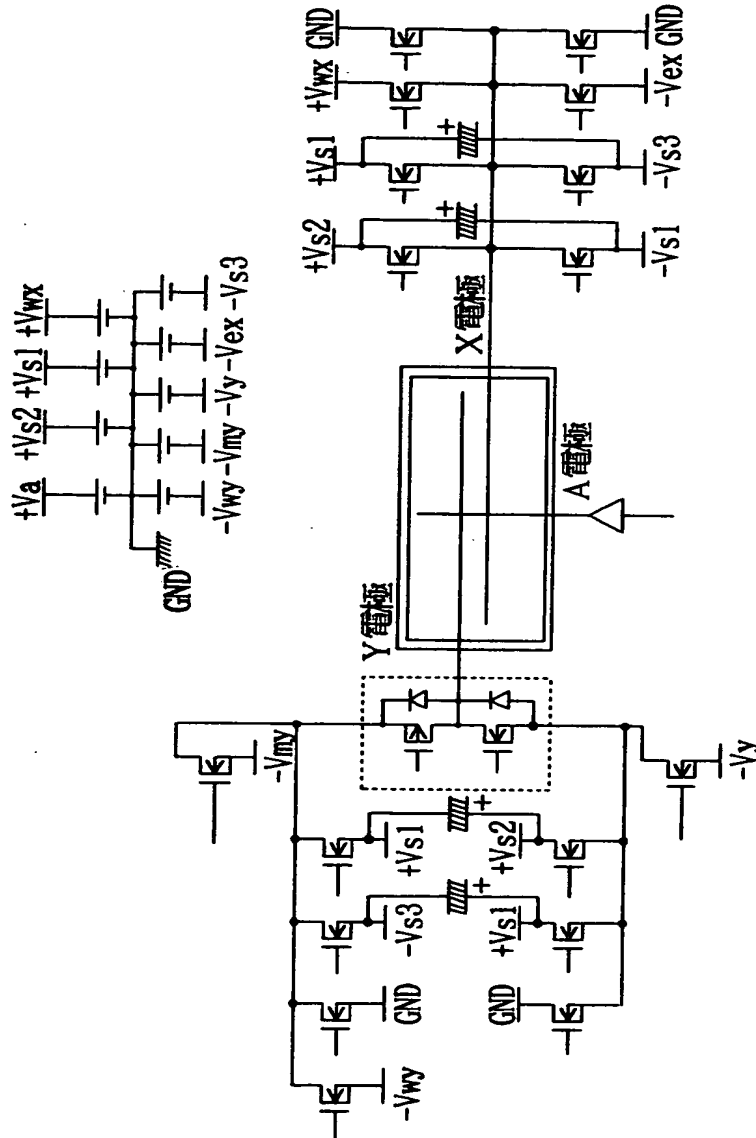 +Va
+Vs2
+Vs1
+Vwx
GND
-Vwy
-Vmy
-Vy
-Vex
-Vs3
-Vmy
+Vs2
+Vs1
+Vwx
GND
Y電極
-Vwy
GND
-Vs3
+Vs1
+
+
+
+
X電極
GND
+Vs1
+Vs2
A電極
-Vs1
-Vs3
-Vex
GND
-Vy